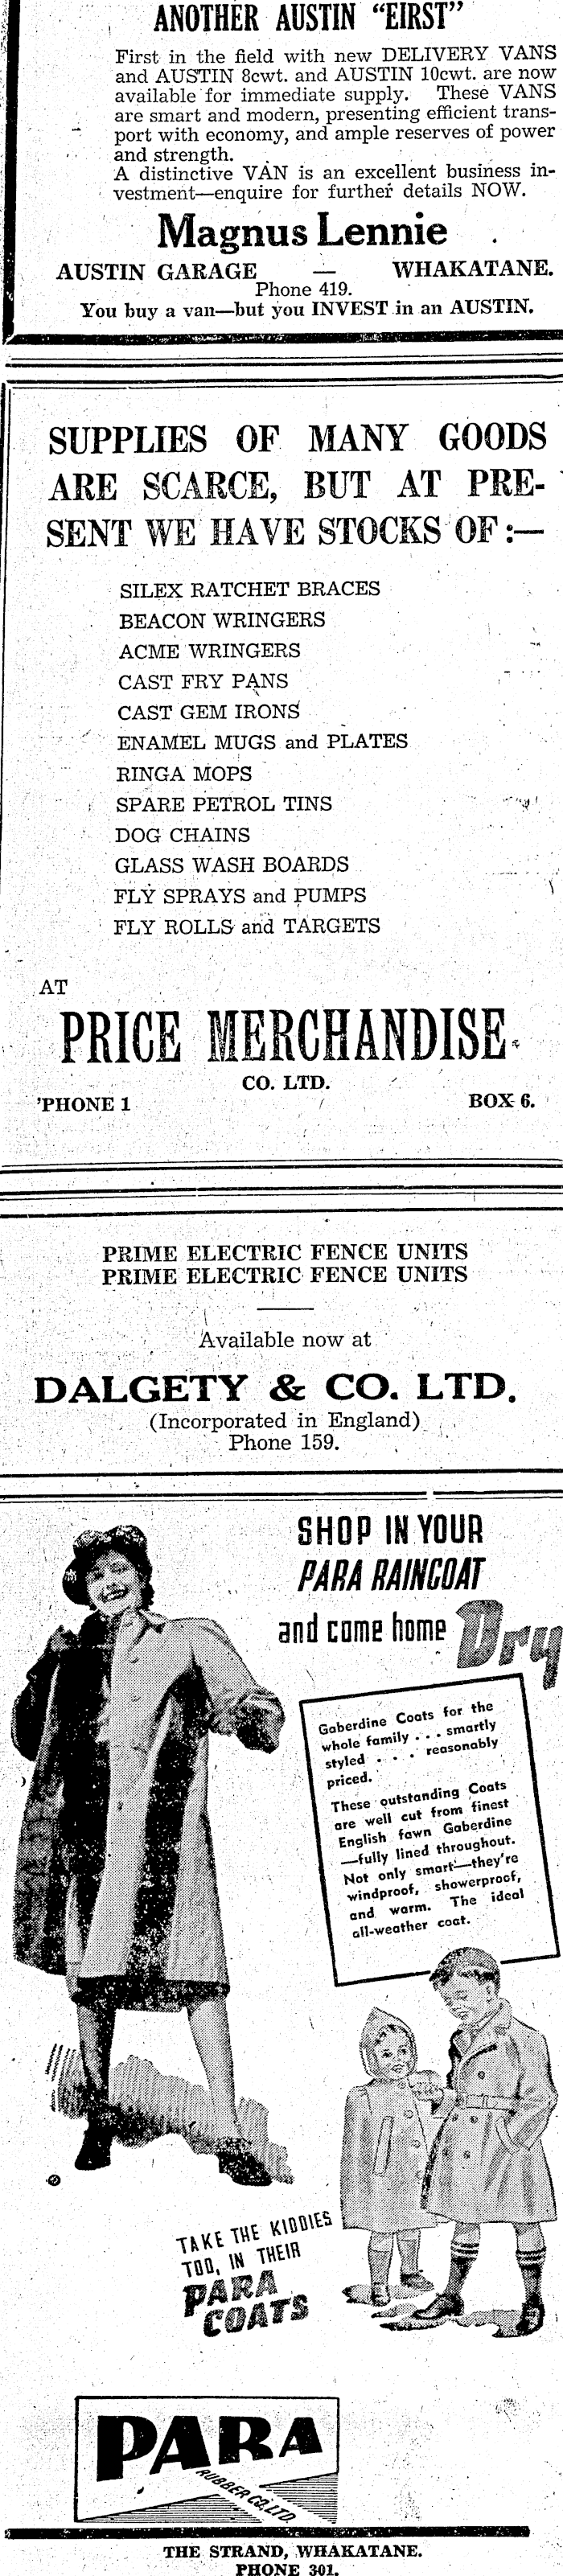 ANOTHER AUSTIN "EIRST"
First in the field with new DELIVERY VANS
and AUSTIN 8cwt. and AUSTIN 10cwt. are now
available for immediate supply. These VANS
are smart and modern, presenting efficient trans-
port with economy, and ample reserves of power
and strength.
A distinctive VAN is an excellent business in-
vestment—enquire for further details NOW.
Magnus Lennie
AUSTIN GARAGE — WHAKATANE.
Phone 419.
You buy a van—but you INVEST in an AUSTIN.
SUPPLIES OF MANY GOODS
ARE SCARCE, BUT AT PRE-
SENT WE HAVE STOCKS OF :—
SILEX RATCHET BRACES
BEACON WRINGERS
ACME WRINGERS
CAST FRY PANS
CAST GEM IRONS
ENAMEL MUGS and PLATES
RINGA MOPS
SPARE PETROL TINS
DOG CHAINS
GLASS WASH BOARDS
FLY SPRAYS and PUMPS
FLY ROLLS and TARGETS
AT
PRICE MERCHANDISE
CO. LTD.
'PHONE 1 BOX 6.
PRIME ELECTRIC FENCE UNITS
PRIME ELECTRIC FENCE UNITS
Available now at
DALGETY & CO. LTD.
(Incorporated in England)
Phone 159.
SHOP IN YOUR
PARA RAINCOAT
and come home Dry
Gaberdine Coats for the
whole family . . . smartly
styled . . . reasonably
priced.
These outstanding Coats
are well cut from finest
English fawn Gaberdine
—fully lined throughout.
Not only smart—they're
windproof, showerproof,
and warm. The ideal
all-weather coat.
TAKE THE KIDDIES
TOO, IN THEIR
PARA
COATS
PARA
RUBBER CO. LTD.
THE STRAND, WHAKATANE.
PHONE 301.